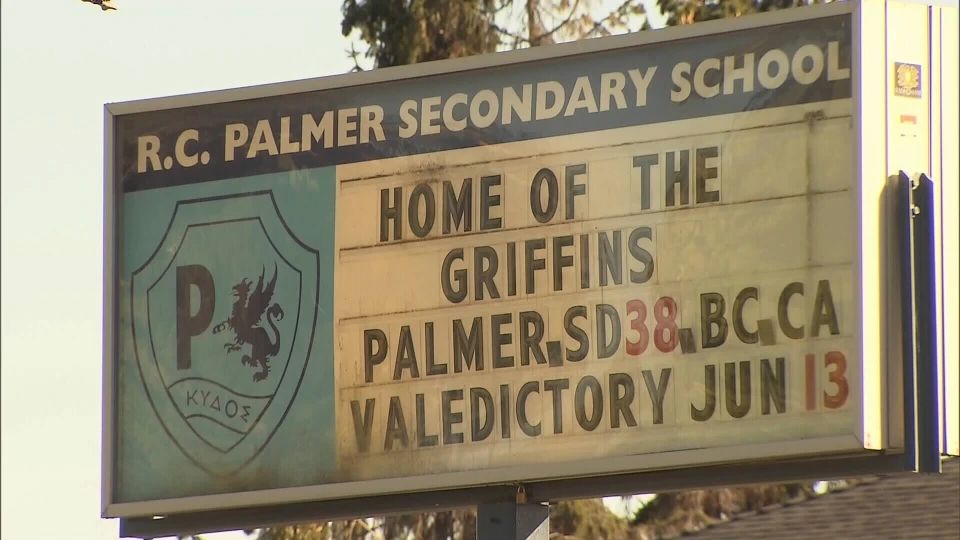 R.C. PALMER SECONDARY SCHOOL
HOME OF THE
GRIFFINS
PALMER.SD38.BC.CA
VALEDICTORY JUN 13
P
ΚΥΔΟΣ